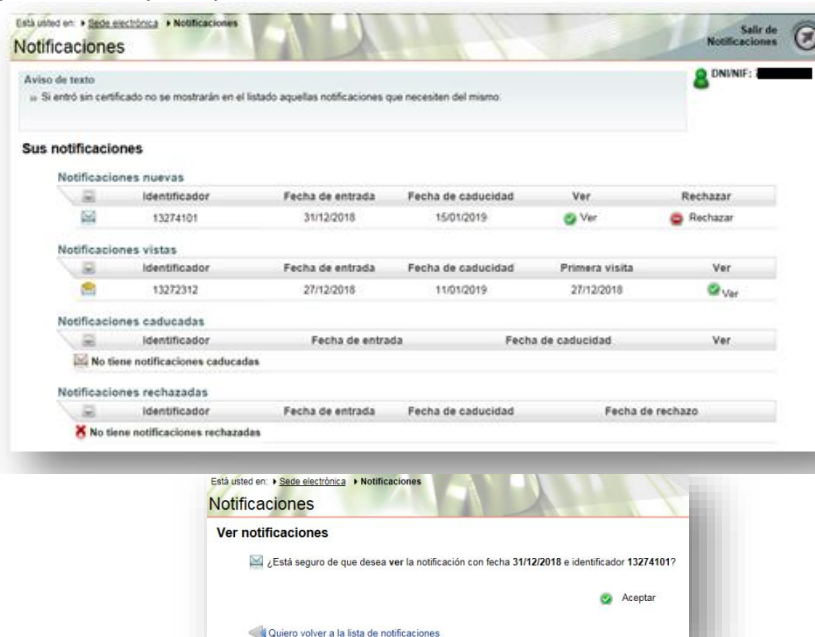 Está usted en: Sede electrónica Notificaciones
Notificaciones
Salir de Notificaciones
DNI/NIF:
Aviso de texto
Si entró sin certificado no se mostrarán en el listado aquellas notificaciones que necesiten del mismo.
Sus notificaciones
Notificaciones nuevas
Identificador Fecha de entrada Fecha de caducidad Ver Rechazar
13274101 31/12/2018 15/01/2019 Ver Rechazar
Notificaciones vistas
Identificador Fecha de entrada Fecha de caducidad Primera visita Ver
13272312 27/12/2018 11/01/2019 27/12/2018 Ver
Notificaciones caducadas
Identificador Fecha de entrada Fecha de caducidad Ver
No tiene notificaciones caducadas
Notificaciones rechazadas
Identificador Fecha de entrada Fecha de caducidad Fecha de rechazo
No tiene notificaciones rechazadas
Está usted en: Sede electrónica Notificaciones
Notificaciones
Ver notificaciones
¿Está seguro de que desea ver la notificación con fecha 31/12/2018 e identificador 13274101?
Aceptar
Quiero volver a la lista de notificaciones